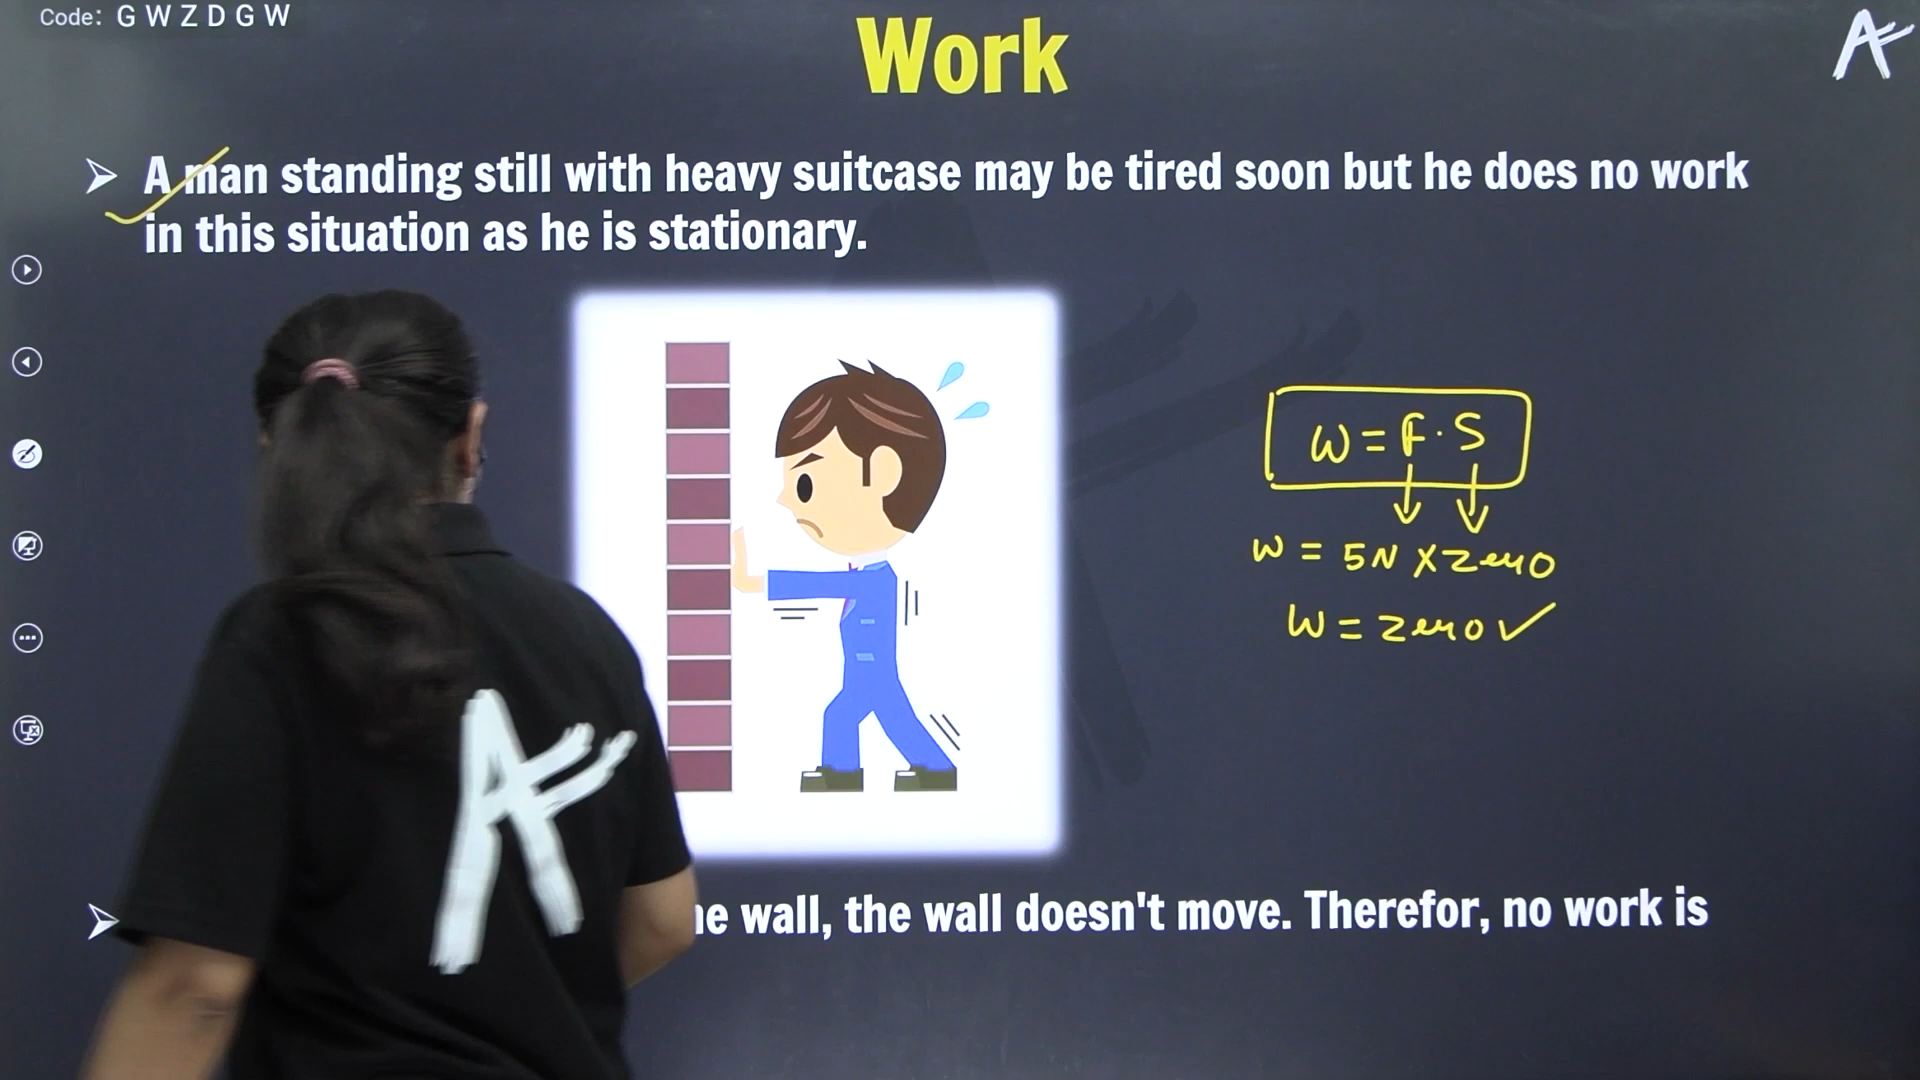 Code: GWZDGW
Work
A man standing still with heavy suitcase may be tired soon but he does no work
in this situation as he is stationary.
W = F · S
W = 5N × zero
W = zero
wall, the wall doesn't move. Therefor, no work is